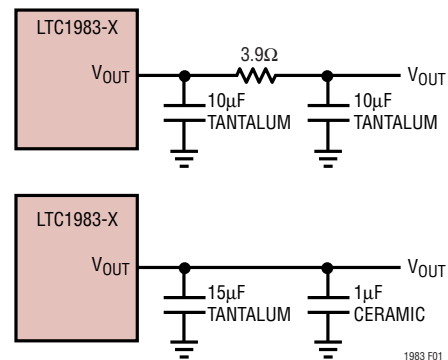 LTC1983-X
3.9Ω
VOUT
VOUT
10µF
TANTALUM
10µF
TANTALUM
LTC1983-X
VOUT
VOUT
15µF
TANTALUM
1µF
CERAMIC
1983 F01